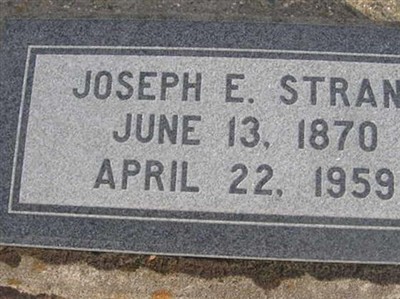 JOSEPH E. STRAN
JUNE 13, 1870
APRIL 22, 1959